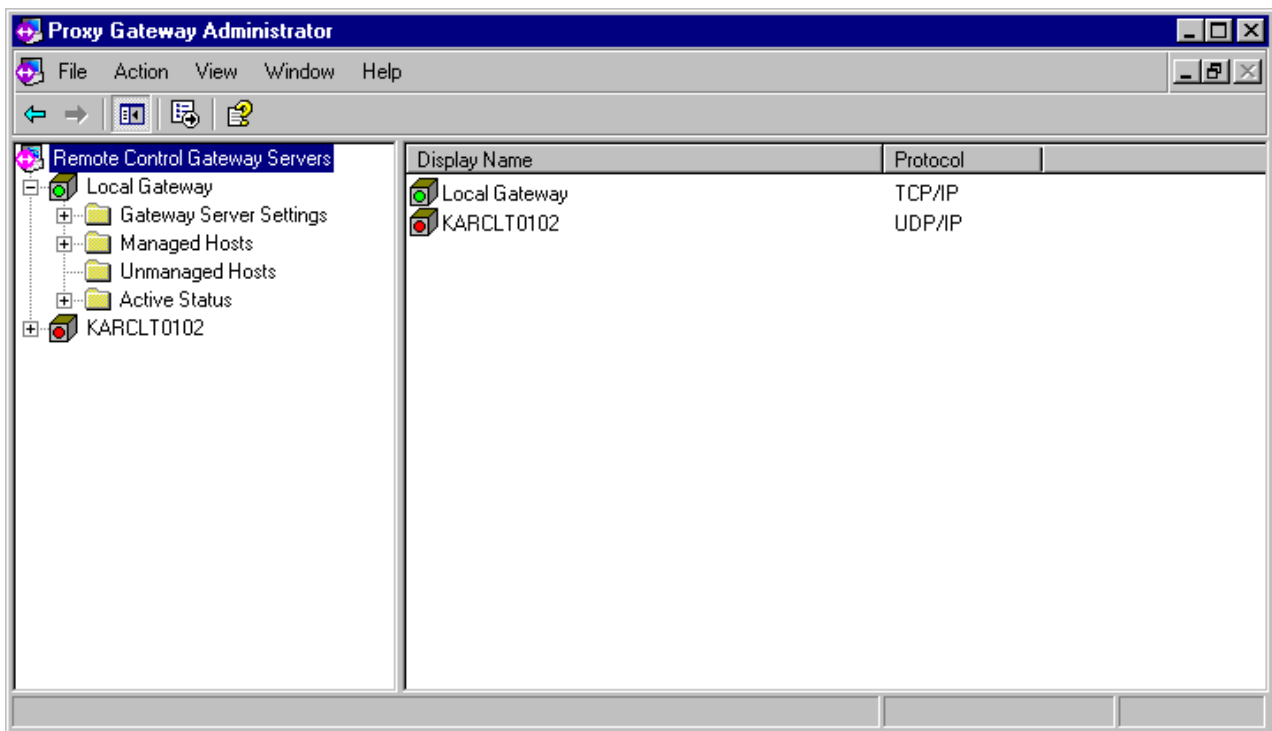 Proxy Gateway Administrator
File Action View Window Help
Remote Control Gateway Servers
Local Gateway
Gateway Server Settings
Managed Hosts
Unmanaged Hosts
Active Status
KARCLT0102
Display Name Protocol
Local Gateway TCP/IP
KARCLT0102 UDP/IP